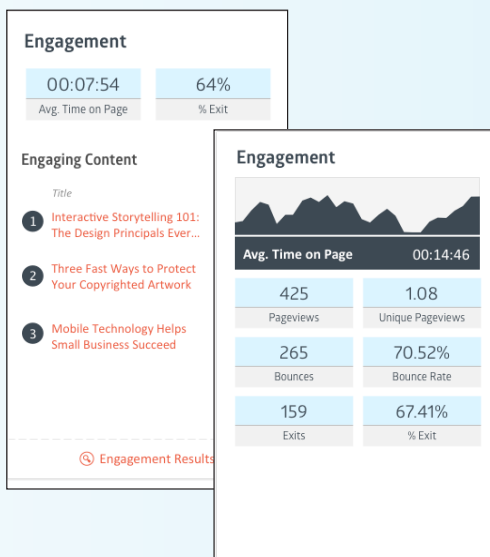 Engagement
00:07:54 64%
Avg. Time on Page % Exit
Engaging Content
Title
1 Interactive Storytelling 101:
The Design Principals Ever...
2 Three Fast Ways to Protect
Your Copyrighted Artwork
3 Mobile Technology Helps
Small Business Succeed
Engagement Results
Engagement
Avg. Time on Page 00:14:46
425 1.08
Pageviews Unique Pageviews
265 70.52%
Bounces Bounce Rate
159 67.41%
Exits % Exit